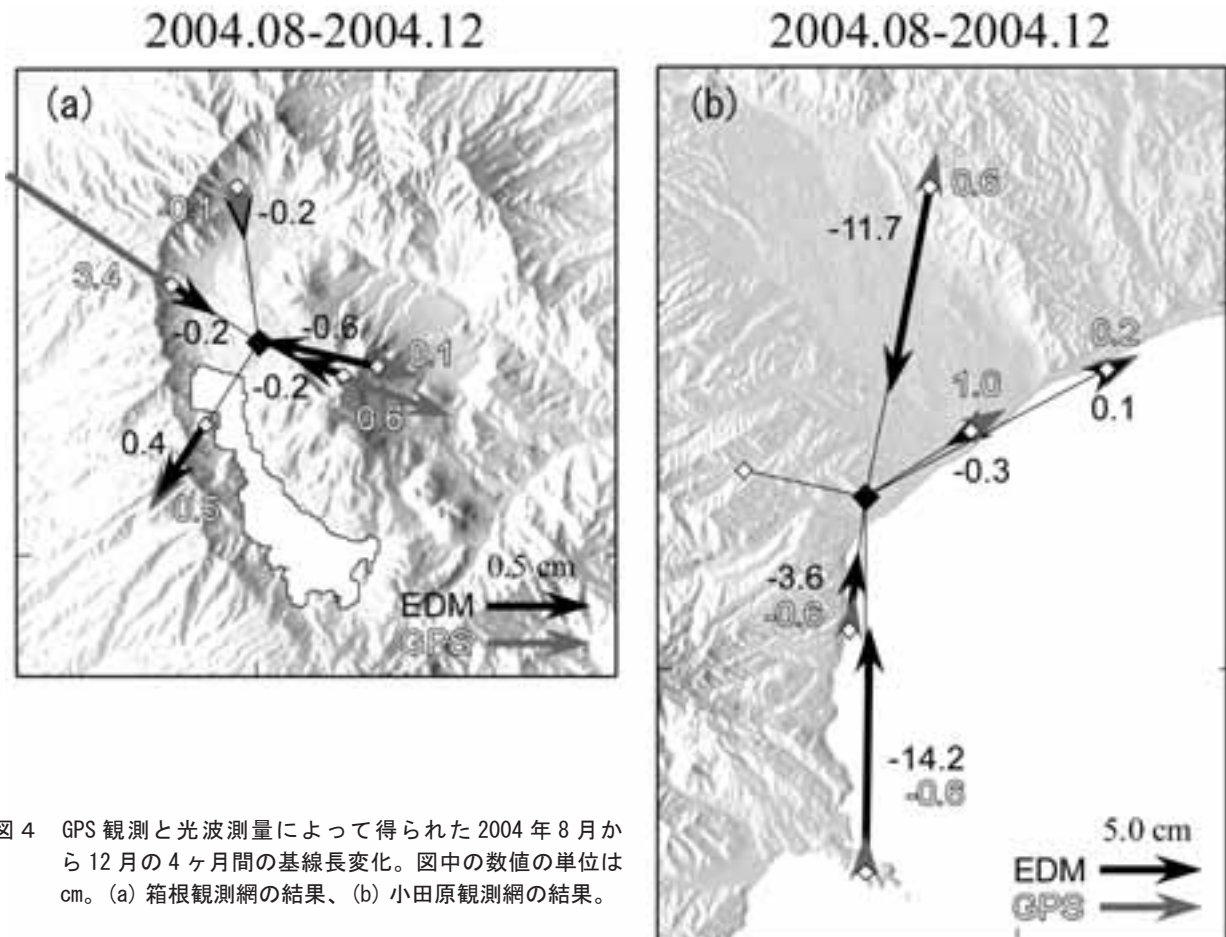 2004.08-2004.12
2004.08-2004.12
(a)
-0.1
-0.2
3.4
-0.2
-0.6
0.1
-0.2
0.6
0.4
0.5
0.5 cm
EDM
GPS
(b)
0.6
-11.7
0.2
1.0
0.1
-0.3
-3.6
-0.6
-14.2
-0.6
5.0 cm
EDM
GPS
図4 GPS 観測と光波測量によって得られた 2004 年 8 月か
ら 12 月の 4 ヶ月間の基線長変化。図中の数値の単位は
cm。(a) 箱根観測網の結果、(b) 小田原観測網の結果。